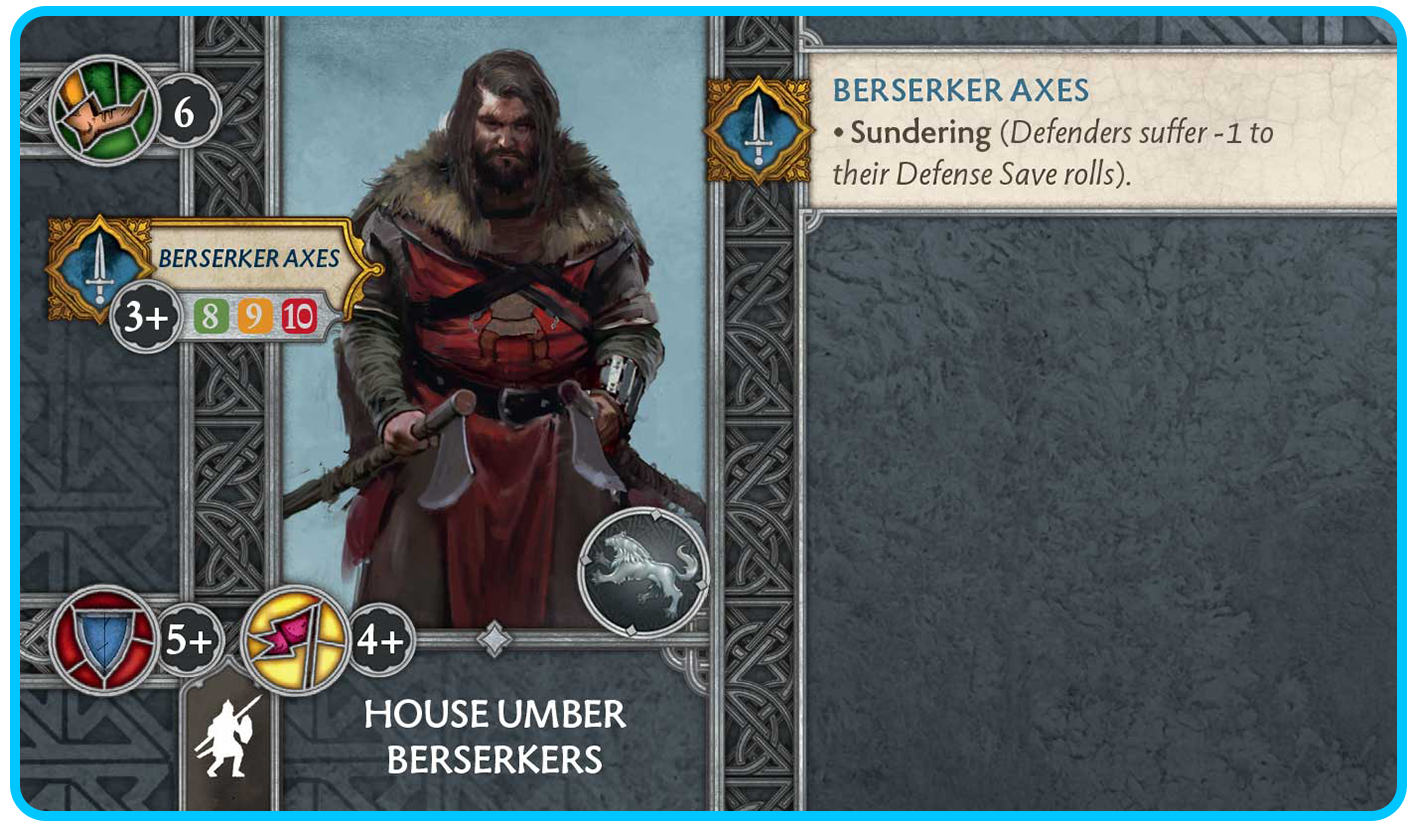 6
BERSERKER AXES
3+ 8 9 10
5+ 4+
HOUSE UMBER
BERSERKERS
BERSERKER AXES
• Sundering (Defenders suffer -1 to
their Defense Save rolls).